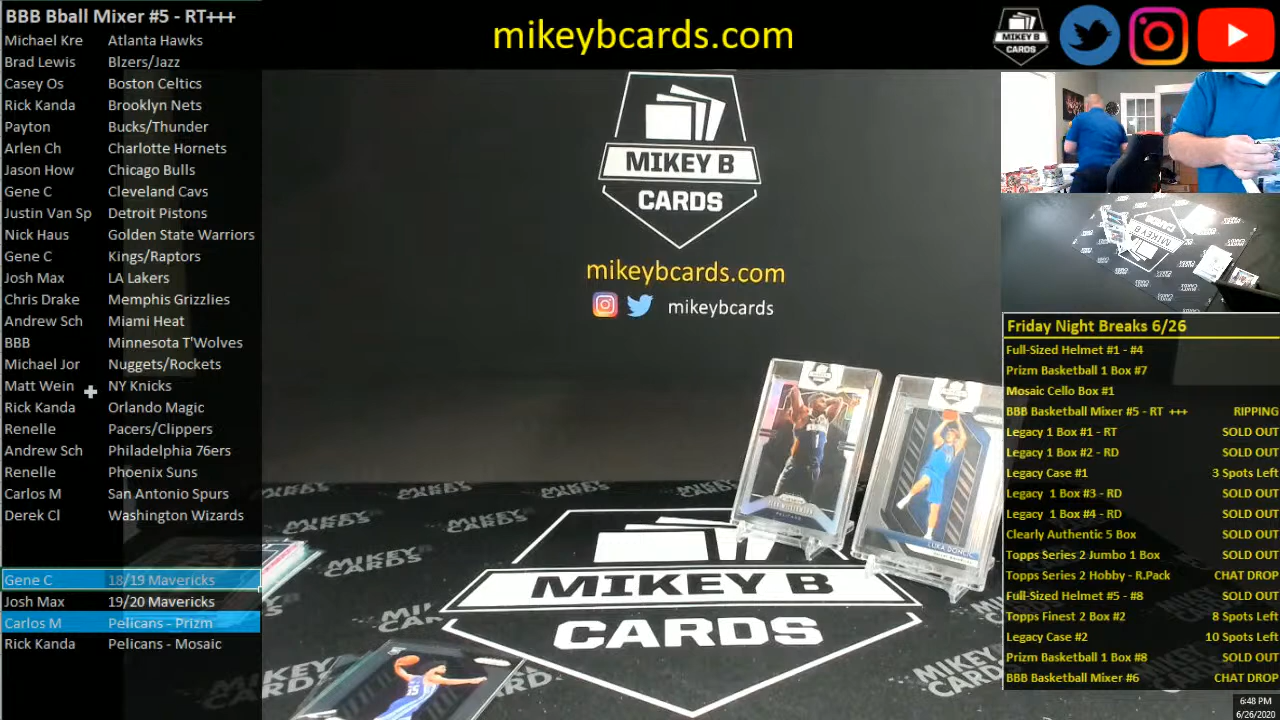 BBB Bball Mixer #5 - RT+++
Michael Kre Atlanta Hawks
Brad Lewis Blzers/Jazz
Casey Os Boston Celtics
Rick Kanda Brooklyn Nets
Payton Bucks/Thunder
Arlen Ch Charlotte Hornets
Jason How Chicago Bulls
Gene C Cleveland Cavs
Justin Van Sp Detroit Pistons
Nick Haus Golden State Warriors
Gene C Kings/Raptors
Josh Max LA Lakers
Chris Drake Memphis Grizzlies
Andrew Sch Miami Heat
BBB Minnesota T'Wolves
Michael Jor Nuggets/Rockets
Matt Wein NY Knicks
Rick Kanda Orlando Magic
Renelle Pacers/Clippers
Andrew Sch Philadelphia 76ers
Renelle Phoenix Suns
Carlos M San Antonio Spurs
Derek Cl Washington Wizards
Gene C 18/19 Mavericks
Josh Max 19/20 Mavericks
Carlos M Pelicans - Prizm
Rick Kanda Pelicans - Mosaic
mikeybcards.com
MIKEY B
CARDS
MIKEY B
CARDS
mikeybcards.com
mikeybcards
LUKA DONCIC
PELICANS
MIKEY B
CARDS
Friday Night Breaks 6/26
Full-Sized Helmet #1 - #4
Prizm Basketball 1 Box #7
Mosaic Cello Box #1
BBB Basketball Mixer #5 - RT +++ RIPPING
Legacy 1 Box #1 - RT SOLD OUT
Legacy 1 Box #2 - RD SOLD OUT
Legacy Case #1 3 Spots Left
Legacy 1 Box #3 - RD SOLD OUT
Legacy 1 Box #4 - RD SOLD OUT
Clearly Authentic 5 Box SOLD OUT
Topps Series 2 Jumbo 1 Box SOLD OUT
Topps Series 2 Hobby - R.Pack CHAT DROP
Full-Sized Helmet #5 - #8 SOLD OUT
Topps Finest 2 Box #2 8 Spots Left
Legacy Case #2 10 Spots Left
Prizm Basketball 1 Box #8 SOLD OUT
BBB Basketball Mixer #6 CHAT DROP
6:48 PM
6/26/2020